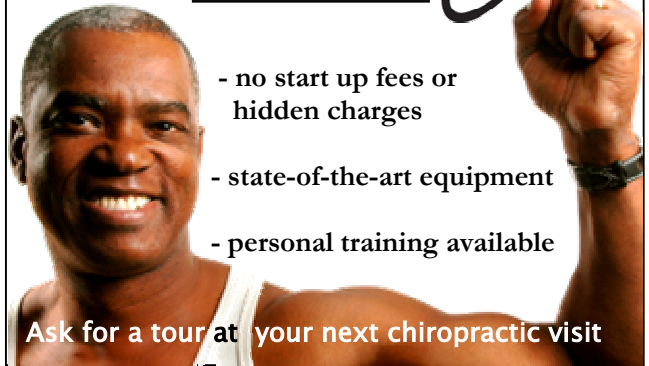 - no start up fees or
hidden charges
- state-of-the-art equipment
- personal training available
Ask for a tour at your next chiropractic visit